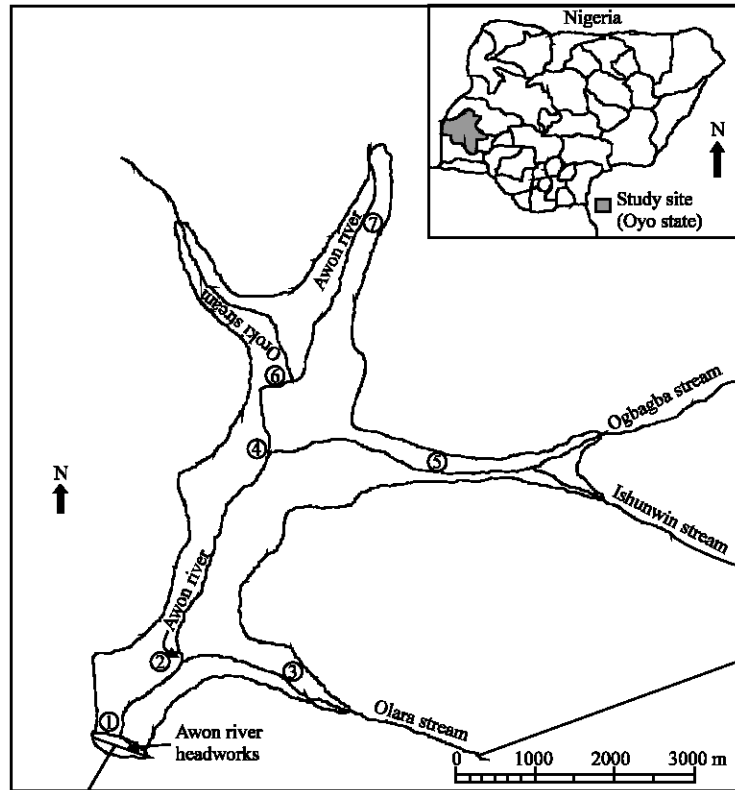 Nigeria
N
Study site
(Oyo state)
Awon river
7
Oroki stream
6
Ogbagba stream
4
5
N
Ishunwin stream
Awon river
2
3
1
Olara stream
Awon river
headworks
0 1000 2000 3000 m